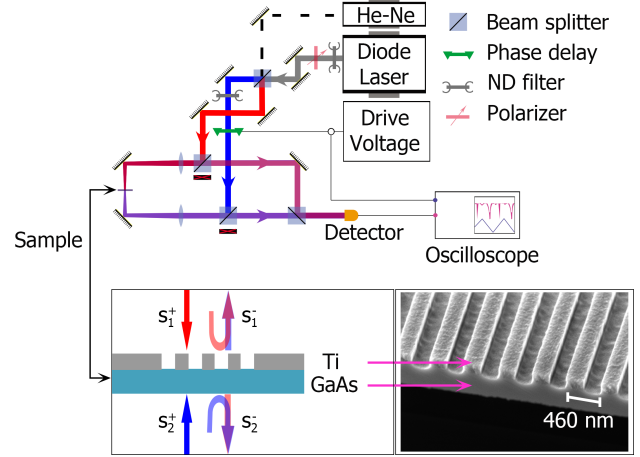 He-Ne
Diode
Laser
Drive
Voltage
Beam splitter
Phase delay
ND filter
Polarizer
Sample
Detector
Oscilloscope
s₁⁺
s₁⁻
s₂⁺
s₂⁻
Ti
GaAs
460 nm